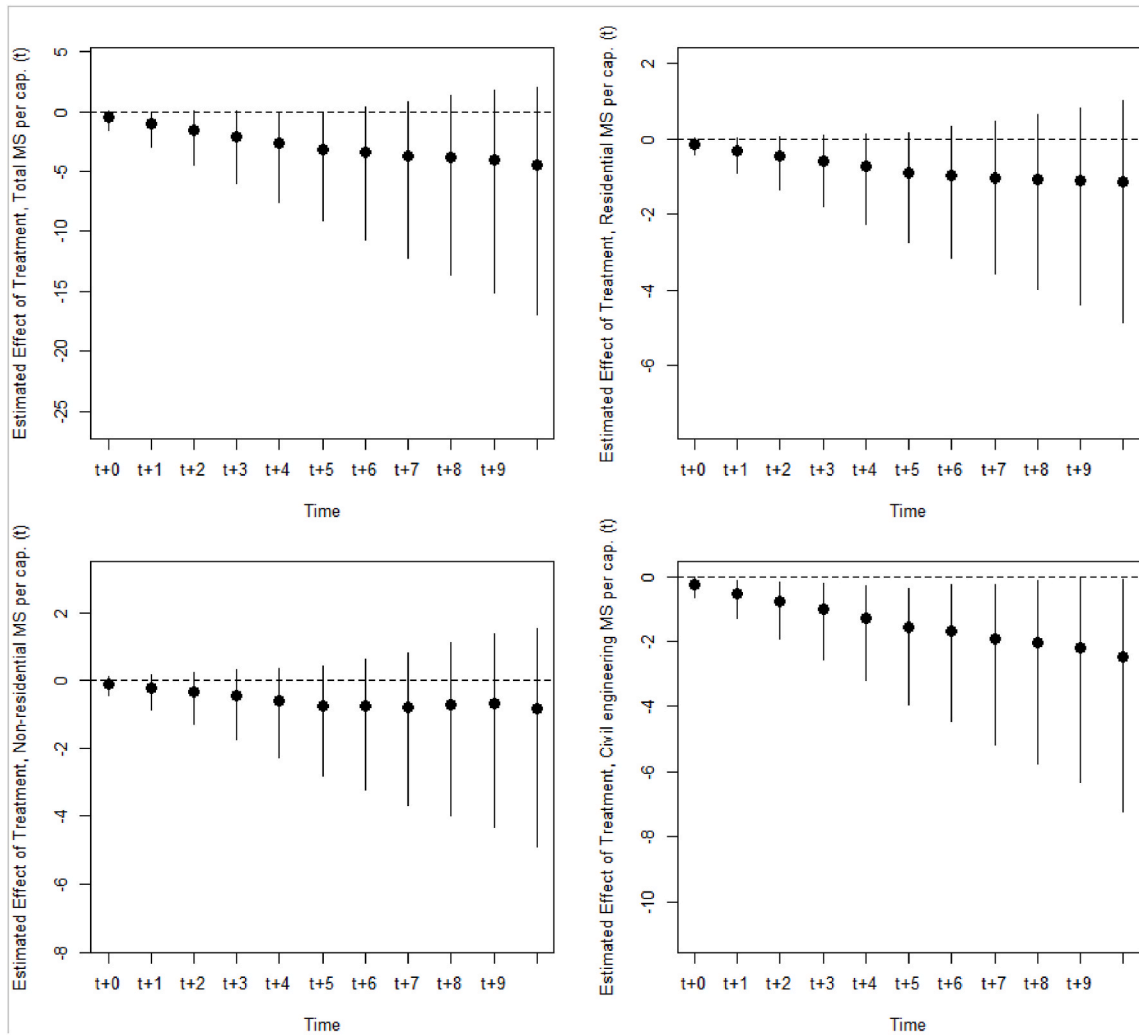 Estimated Effect of Treatment, Total MS per cap. (t)
5
0
-5
-10
-15
-20
-25
t+0 t+1 t+2 t+3 t+4 t+5 t+6 t+7 t+8 t+9
Time
Estimated Effect of Treatment, Residential MS per cap. (t)
2
0
-2
-4
-6
t+0 t+1 t+2 t+3 t+4 t+5 t+6 t+7 t+8 t+9
Time
Estimated Effect of Treatment, Non-residential MS per cap. (t)
2
0
-2
-4
-6
-8
t+0 t+1 t+2 t+3 t+4 t+5 t+6 t+7 t+8 t+9
Time
Estimated Effect of Treatment, Civil engineering MS per cap. (t)
0
-2
-4
-6
-8
-10
t+0 t+1 t+2 t+3 t+4 t+5 t+6 t+7 t+8 t+9
Time